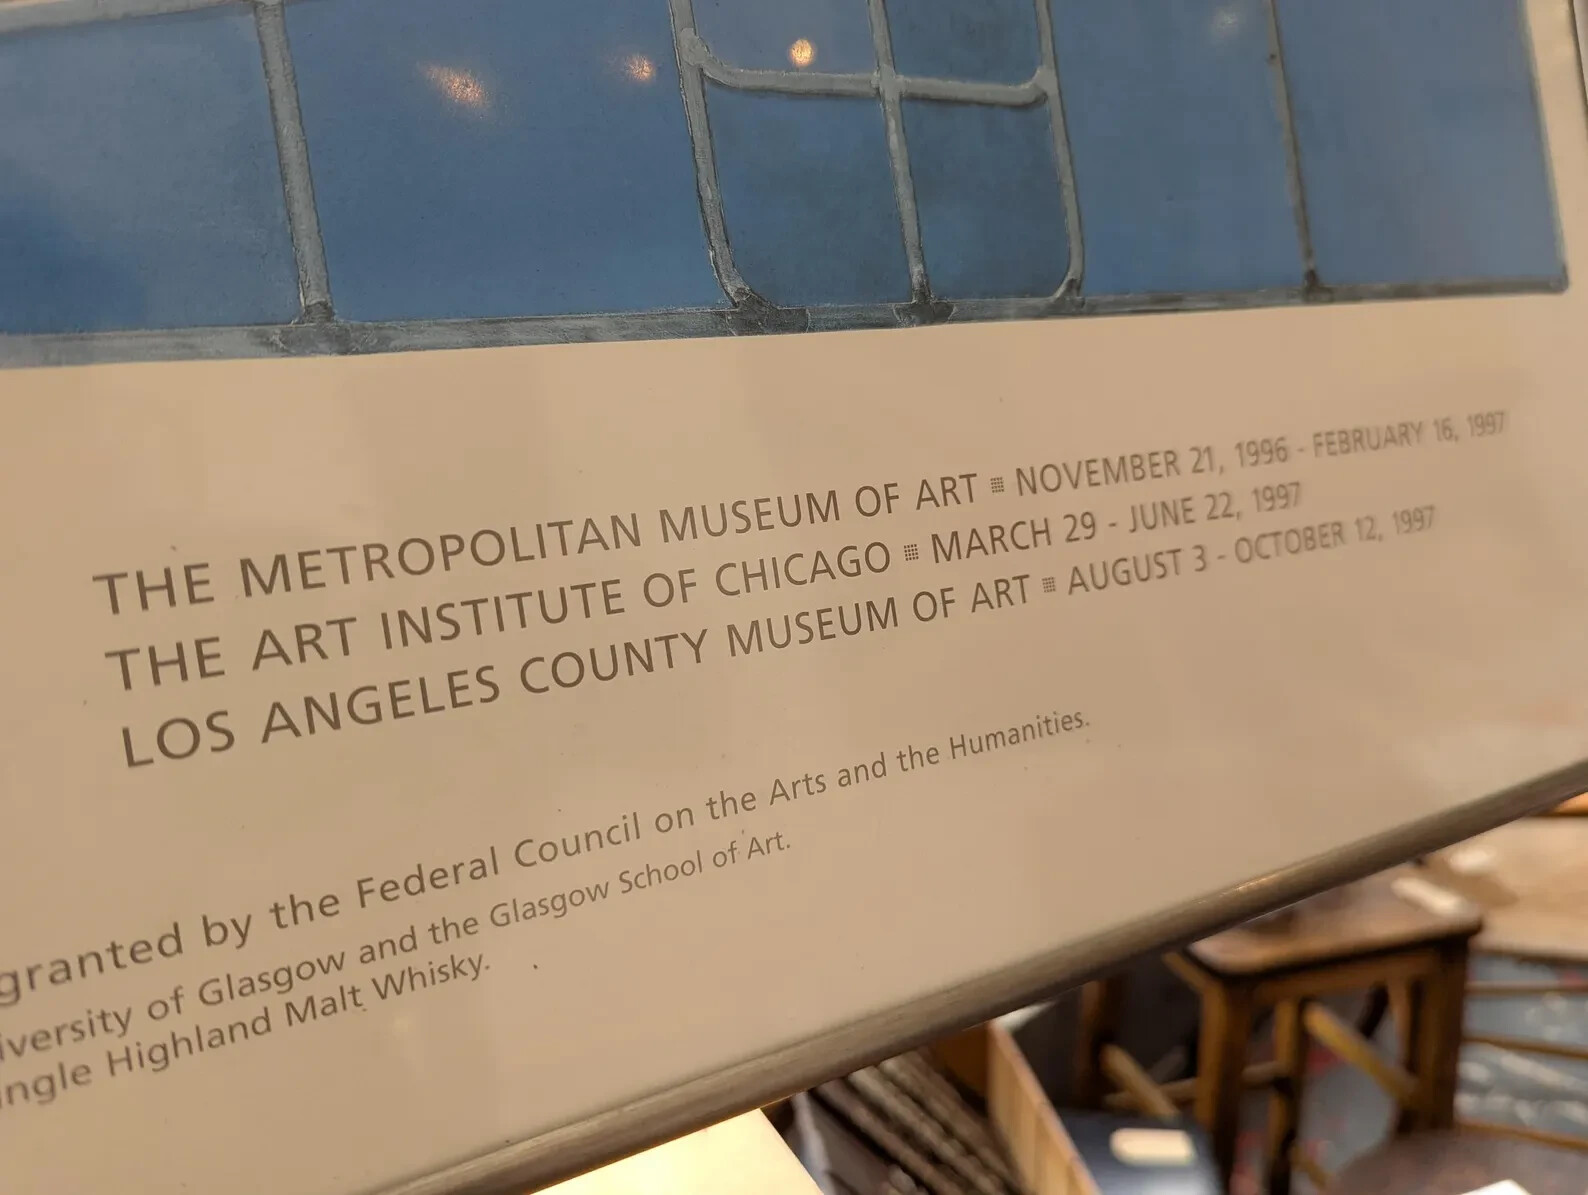 THE METROPOLITAN MUSEUM OF ART ▦ NOVEMBER 21, 1996 - FEBRUARY 16, 1997
THE ART INSTITUTE OF CHICAGO ▦ MARCH 29 - JUNE 22, 1997
LOS ANGELES COUNTY MUSEUM OF ART ▦ AUGUST 3 - OCTOBER 12, 1997
granted by the Federal Council on the Arts and the Humanities.
iversity of Glasgow and the Glasgow School of Art.
ingle Highland Malt Whisky.